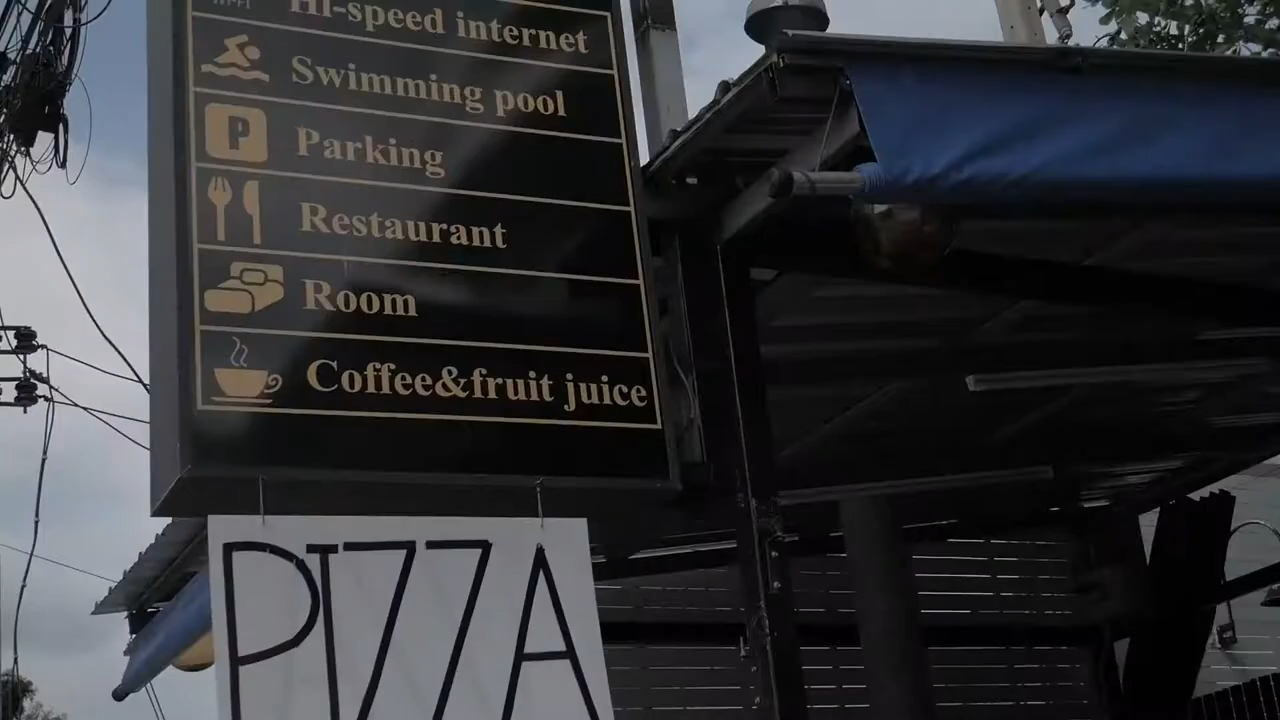 Hi-speed internet
Swimming pool
P Parking
Restaurant
Room
Coffee&fruit juice
PIZZA